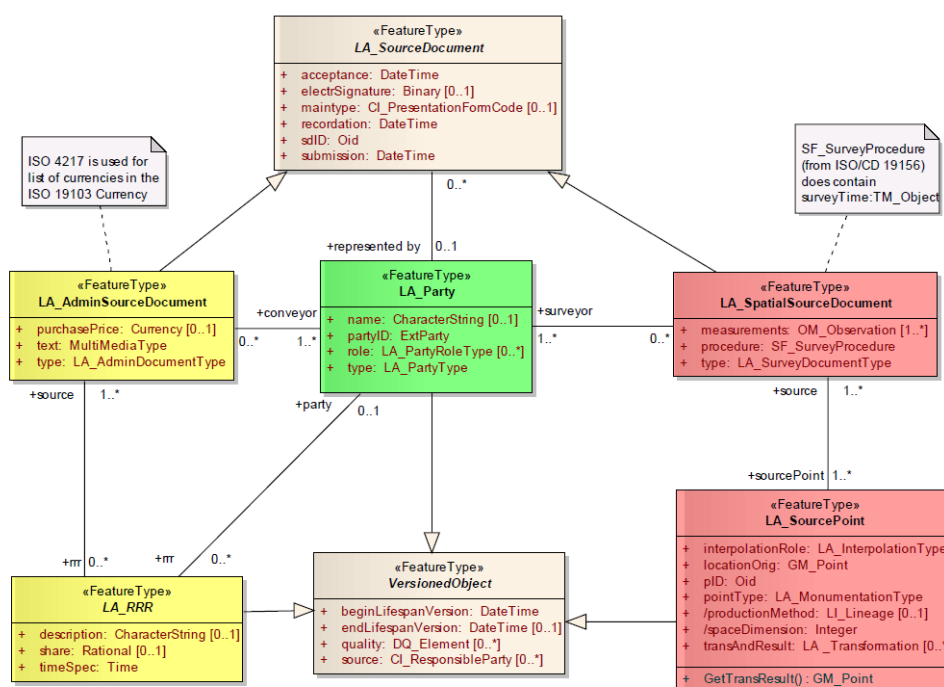 «FeatureType»
LA_SourceDocument
+ acceptance: DateTime
+ electrSignature: Binary [0..1]
+ maintype: CI_PresentationFormCode [0..1]
+ recordation: DateTime
+ sdID: Oid
+ submission: DateTime
ISO 4217 is used for
list of currencies in the
ISO 19103 Currency
SF_SurveyProcedure
(from ISO/CD 19156)
does contain
surveyTime:TM_Object
0..*
+represented by 0..1
«FeatureType»
LA_AdminSourceDocument
+ purchasePrice: Currency [0..1]
+ text: MultiMediaType
+ type: LA_AdminDocumentType
+conveyor
0..* 1..*
«FeatureType»
LA_Party
+ name: CharacterString [0..1]
+ partyID: ExtParty
+ role: LA_PartyRoleType [0..*]
+ type: LA_PartyType
+surveyor
1..* 0..*
«FeatureType»
LA_SpatialSourceDocument
+ measurements: OM_Observation [1..*]
+ procedure: SF_SurveyProcedure
+ type: LA_SurveyDocumentType
+source 1..*
+party 0..1
+source 1..*
+sourcePoint 1..*
+rrr 0..*
+rrr 0..*
«FeatureType»
LA_RRR
+ description: CharacterString [0..1]
+ share: Rational [0..1]
+ timeSpec: Time
«FeatureType»
VersionedObject
+ beginLifespanVersion: DateTime
+ endLifespanVersion: DateTime [0..1]
+ quality: DQ_Element [0..*]
+ source: CI_ResponsibleParty [0..*]
«FeatureType»
LA_SourcePoint
+ interpolationRole: LA_InterpolationType
+ locationOrig: GM_Point
+ pID: Oid
+ pointType: LA_MonumentationType
+ /productionMethod: LI_Lineage [0..1]
+ /spaceDimension: Integer
+ transAndResult: LA _Transformation [0..*
+ GetTransResult() : GM_Point